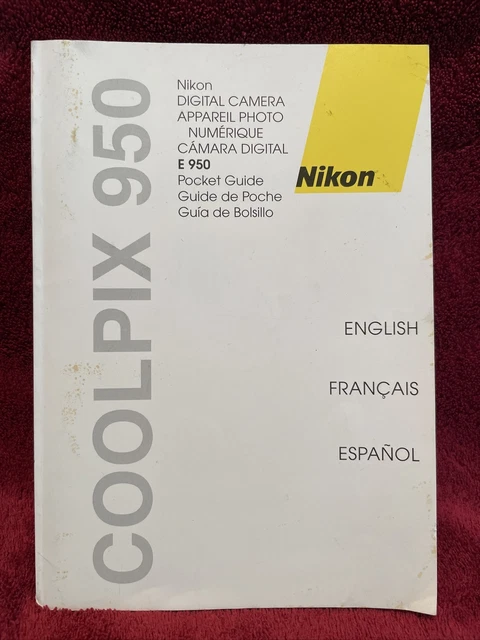 COOLPIX 950
Nikon
DIGITAL CAMERA
APPAREIL PHOTO
NUMÉRIQUE
CÁMARA DIGITAL
E 950
Pocket Guide
Guide de Poche
Guía de Bolsillo
Nikon
ENGLISH
FRANÇAIS
ESPAÑOL